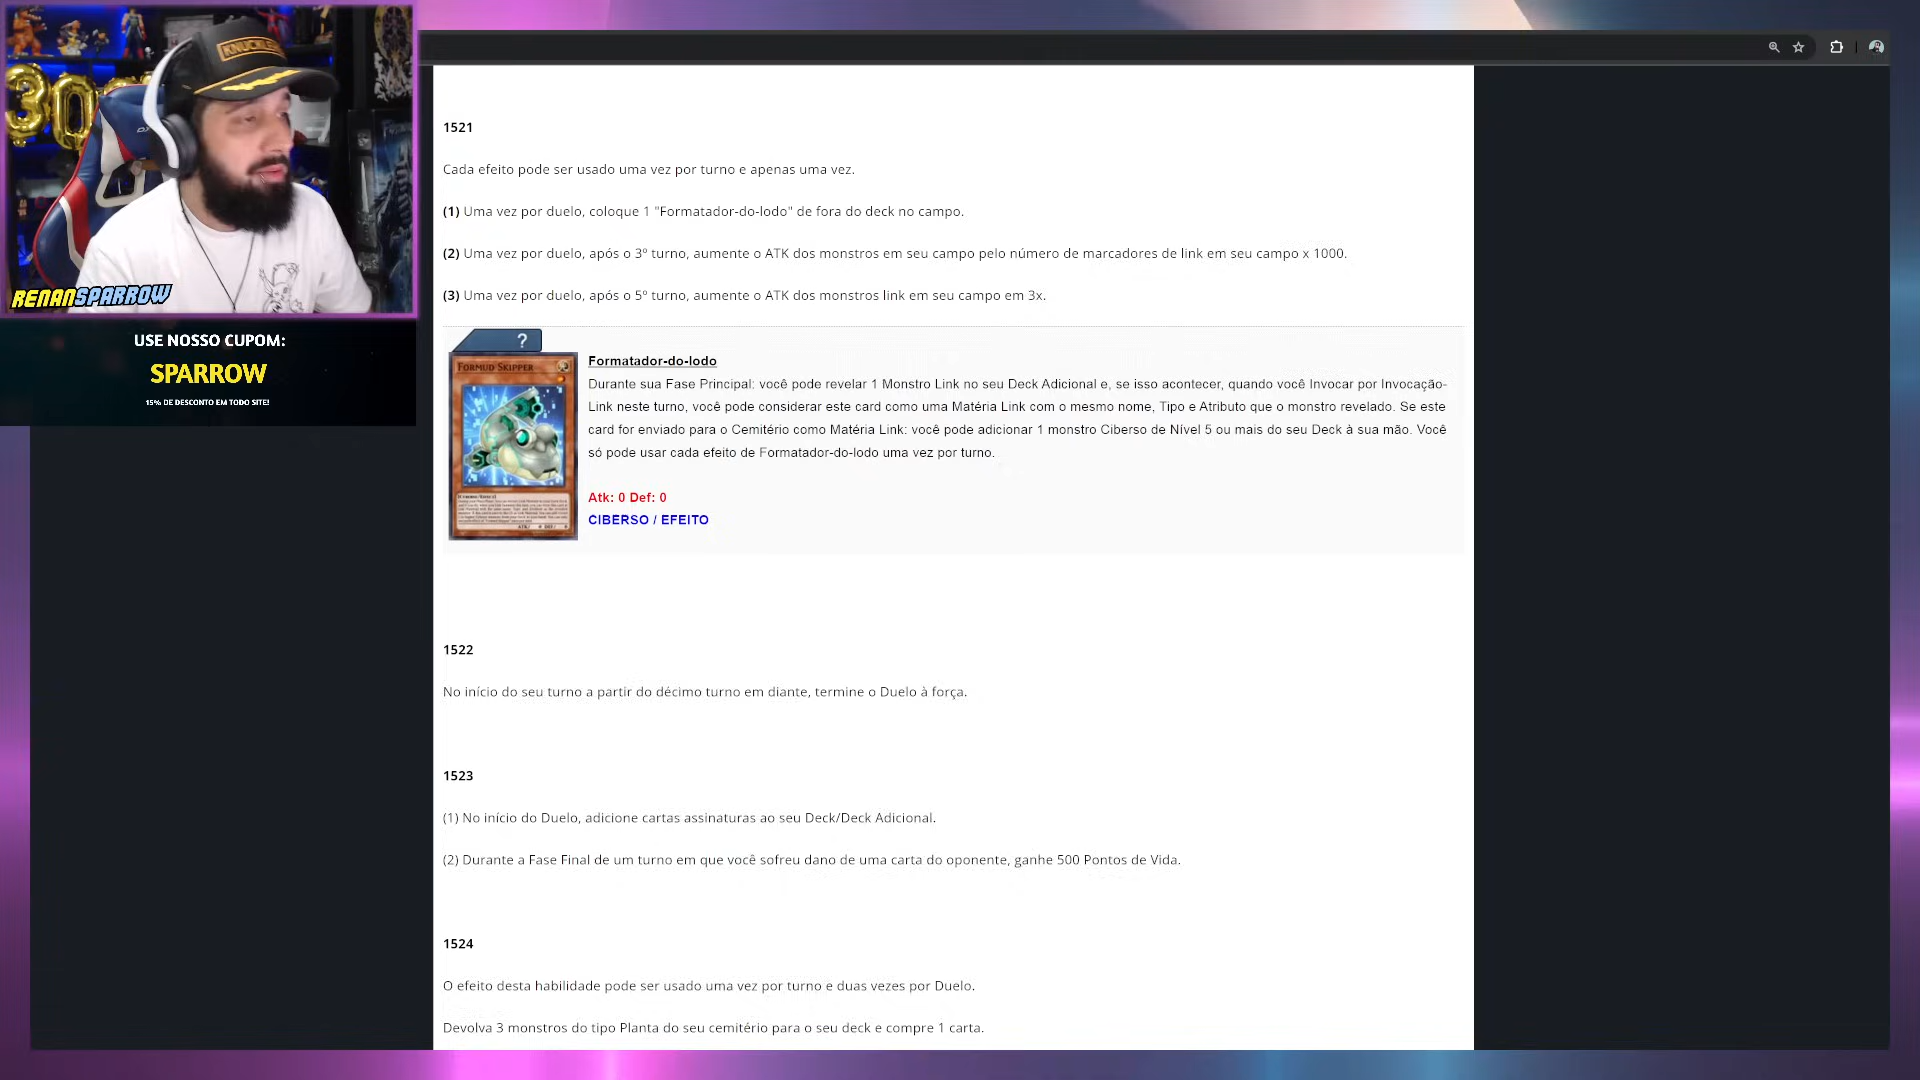 KNUCKLE
300
RENANSPARROW
USE NOSSO CUPOM:
SPARROW
15% DE DESCONTO EM TODO SITE!
1521
Cada efeito pode ser usado uma vez por turno e apenas uma vez.
(1) Uma vez por duelo, coloque 1 "Formatador-do-lodo" de fora do deck no campo.
(2) Uma vez por duelo, após o 3º turno, aumente o ATK dos monstros em seu campo pelo número de marcadores de link em seu campo x 1000.
(3) Uma vez por duelo, após o 5º turno, aumente o ATK dos monstros link em seu campo em 3x.
?
FORMUD SKIPPER
Formatador-do-lodo
Durante sua Fase Principal: você pode revelar 1 Monstro Link no seu Deck Adicional e, se isso acontecer, quando você Invocar por Invocação-
Link neste turno, você pode considerar este card como uma Matéria Link com o mesmo nome, Tipo e Atributo que o monstro revelado. Se este
card for enviado para o Cemitério como Matéria Link: você pode adicionar 1 monstro Ciberso de Nível 5 ou mais do seu Deck à sua mão. Você
só pode usar cada efeito de Formatador-do-lodo uma vez por turno.
Atk: 0 Def: 0
CIBERSO / EFEITO
1522
No início do seu turno a partir do décimo turno em diante, termine o Duelo à força.
1523
(1) No início do Duelo, adicione cartas assinaturas ao seu Deck/Deck Adicional.
(2) Durante a Fase Final de um turno em que você sofreu dano de uma carta do oponente, ganhe 500 Pontos de Vida.
1524
O efeito desta habilidade pode ser usado uma vez por turno e duas vezes por Duelo.
Devolva 3 monstros do tipo Planta do seu cemitério para o seu deck e compre 1 carta.